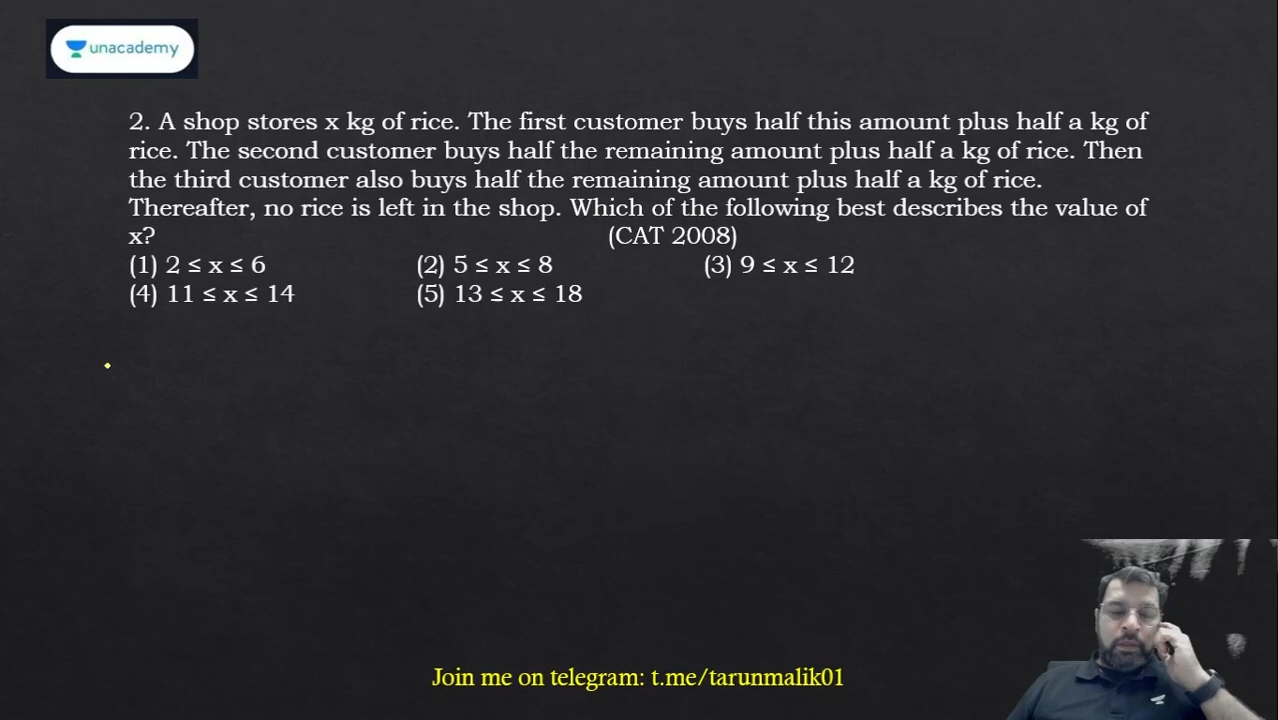 unacademy
2. A shop stores x kg of rice. The first customer buys half this amount plus half a kg of
rice. The second customer buys half the remaining amount plus half a kg of rice. Then
the third customer also buys half the remaining amount plus half a kg of rice.
Thereafter, no rice is left in the shop. Which of the following best describes the value of
x? (CAT 2008)
(1) 2 ≤ x ≤ 6 (2) 5 ≤ x ≤ 8 (3) 9 ≤ x ≤ 12
(4) 11 ≤ x ≤ 14 (5) 13 ≤ x ≤ 18
Join me on telegram: t.me/tarunmalik01